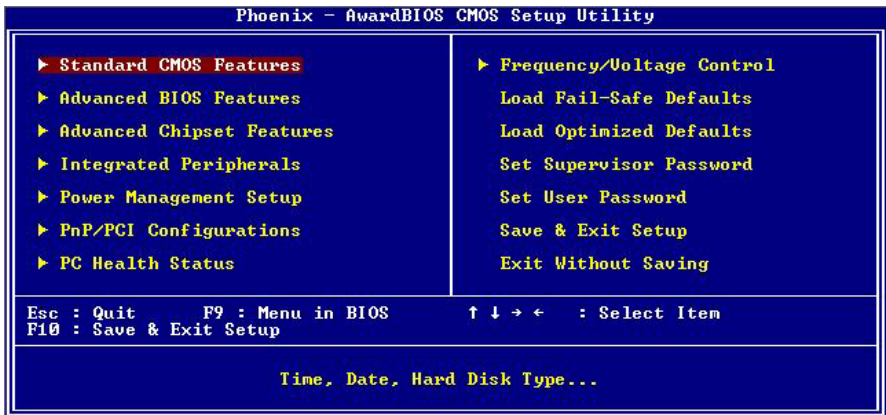 Phoenix - AwardBIOS CMOS Setup Utility
▶ Standard CMOS Features
▶ Advanced BIOS Features
▶ Advanced Chipset Features
▶ Integrated Peripherals
▶ Power Management Setup
▶ PnP/PCI Configurations
▶ PC Health Status
▶ Frequency/Voltage Control
Load Fail-Safe Defaults
Load Optimized Defaults
Set Supervisor Password
Set User Password
Save & Exit Setup
Exit Without Saving
Esc : Quit F9 : Menu in BIOS ↑ ↓ → ← : Select Item
F10 : Save & Exit Setup
Time, Date, Hard Disk Type...